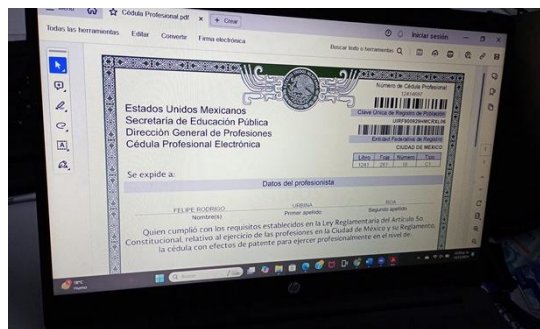 Menú
Cédula Profesional.pdf
+ Crear
Iniciar sesión
Todas las herramientas Editar Convertir Firma electrónica
Buscar texto o herramientas
Número de Cédula Profesional
Clave Única de Registro de Población
Entidad Federativa de Registro
CIUDAD DE MÉXICO
Libro Foja Número Tipo
Estados Unidos Mexicanos
Secretaria de Educación Pública
Dirección General de Profesiones
Cédula Profesional Electrónica
Se expide a:
Datos del profesionista
FELIPE RODRIGO URBINA ROA
Nombre(s) Primer apellido Segundo apellido
Quien cumplió con los requisitos establecidos en la Ley Reglamentaria del Artículo 5o.
Constitucional, relativo al ejercicio de las profesiones en la Ciudad de México y su Reglamento,
la cédula con efectos de patente para ejercer profesionalmente en el nivel de
hp